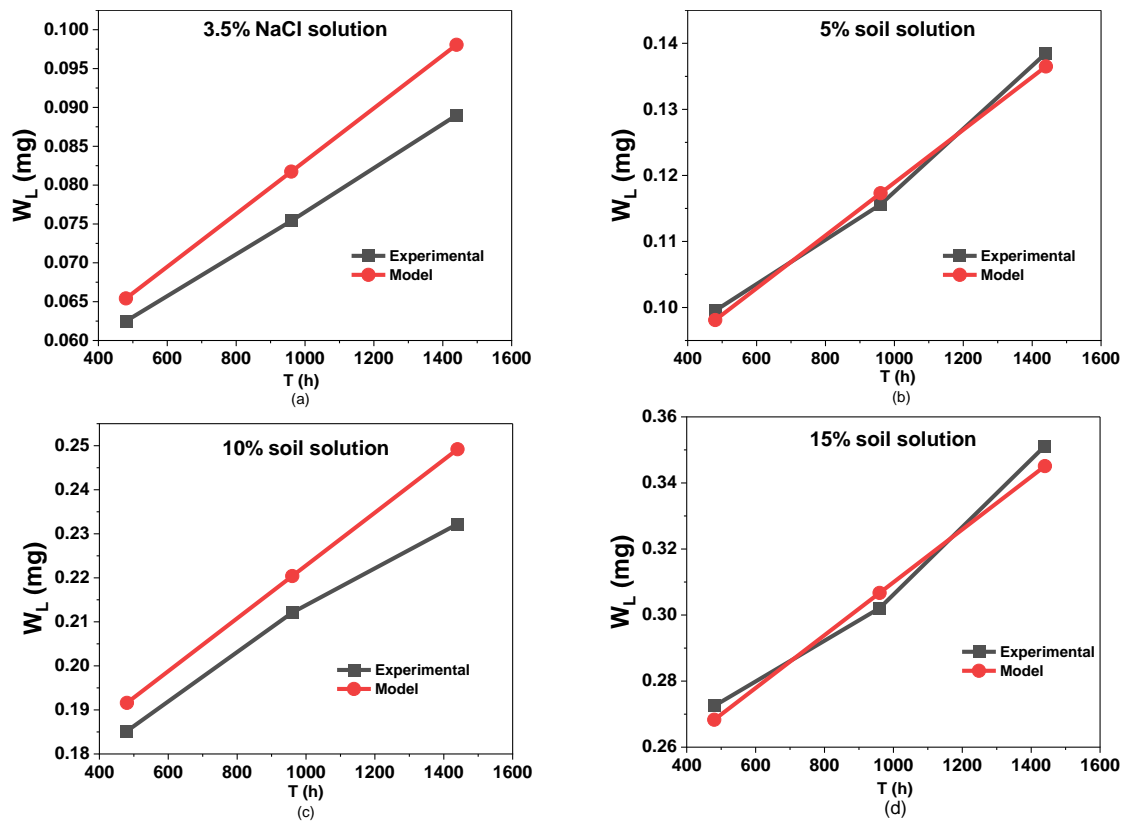 3.5% NaCl solution
0.100
0.095
0.090
0.085
0.080
0.075
0.070
0.065
0.060
W_L (mg)
Experimental
Model
400 600 800 1000 1200 1400 1600
T (h)
(a)
5% soil solution
0.14
0.13
0.12
0.11
0.10
W_L (mg)
Experimental
Model
400 600 800 1000 1200 1400 1600
T (h)
(b)
10% soil solution
0.25
0.24
0.23
0.22
0.21
0.20
0.19
0.18
W_L (mg)
Experimental
Model
400 600 800 1000 1200 1400 1600
T (h)
(c)
15% soil solution
0.36
0.34
0.32
0.30
0.28
0.26
W_L (mg)
Experimental
Model
400 600 800 1000 1200 1400 1600
T (h)
(d)